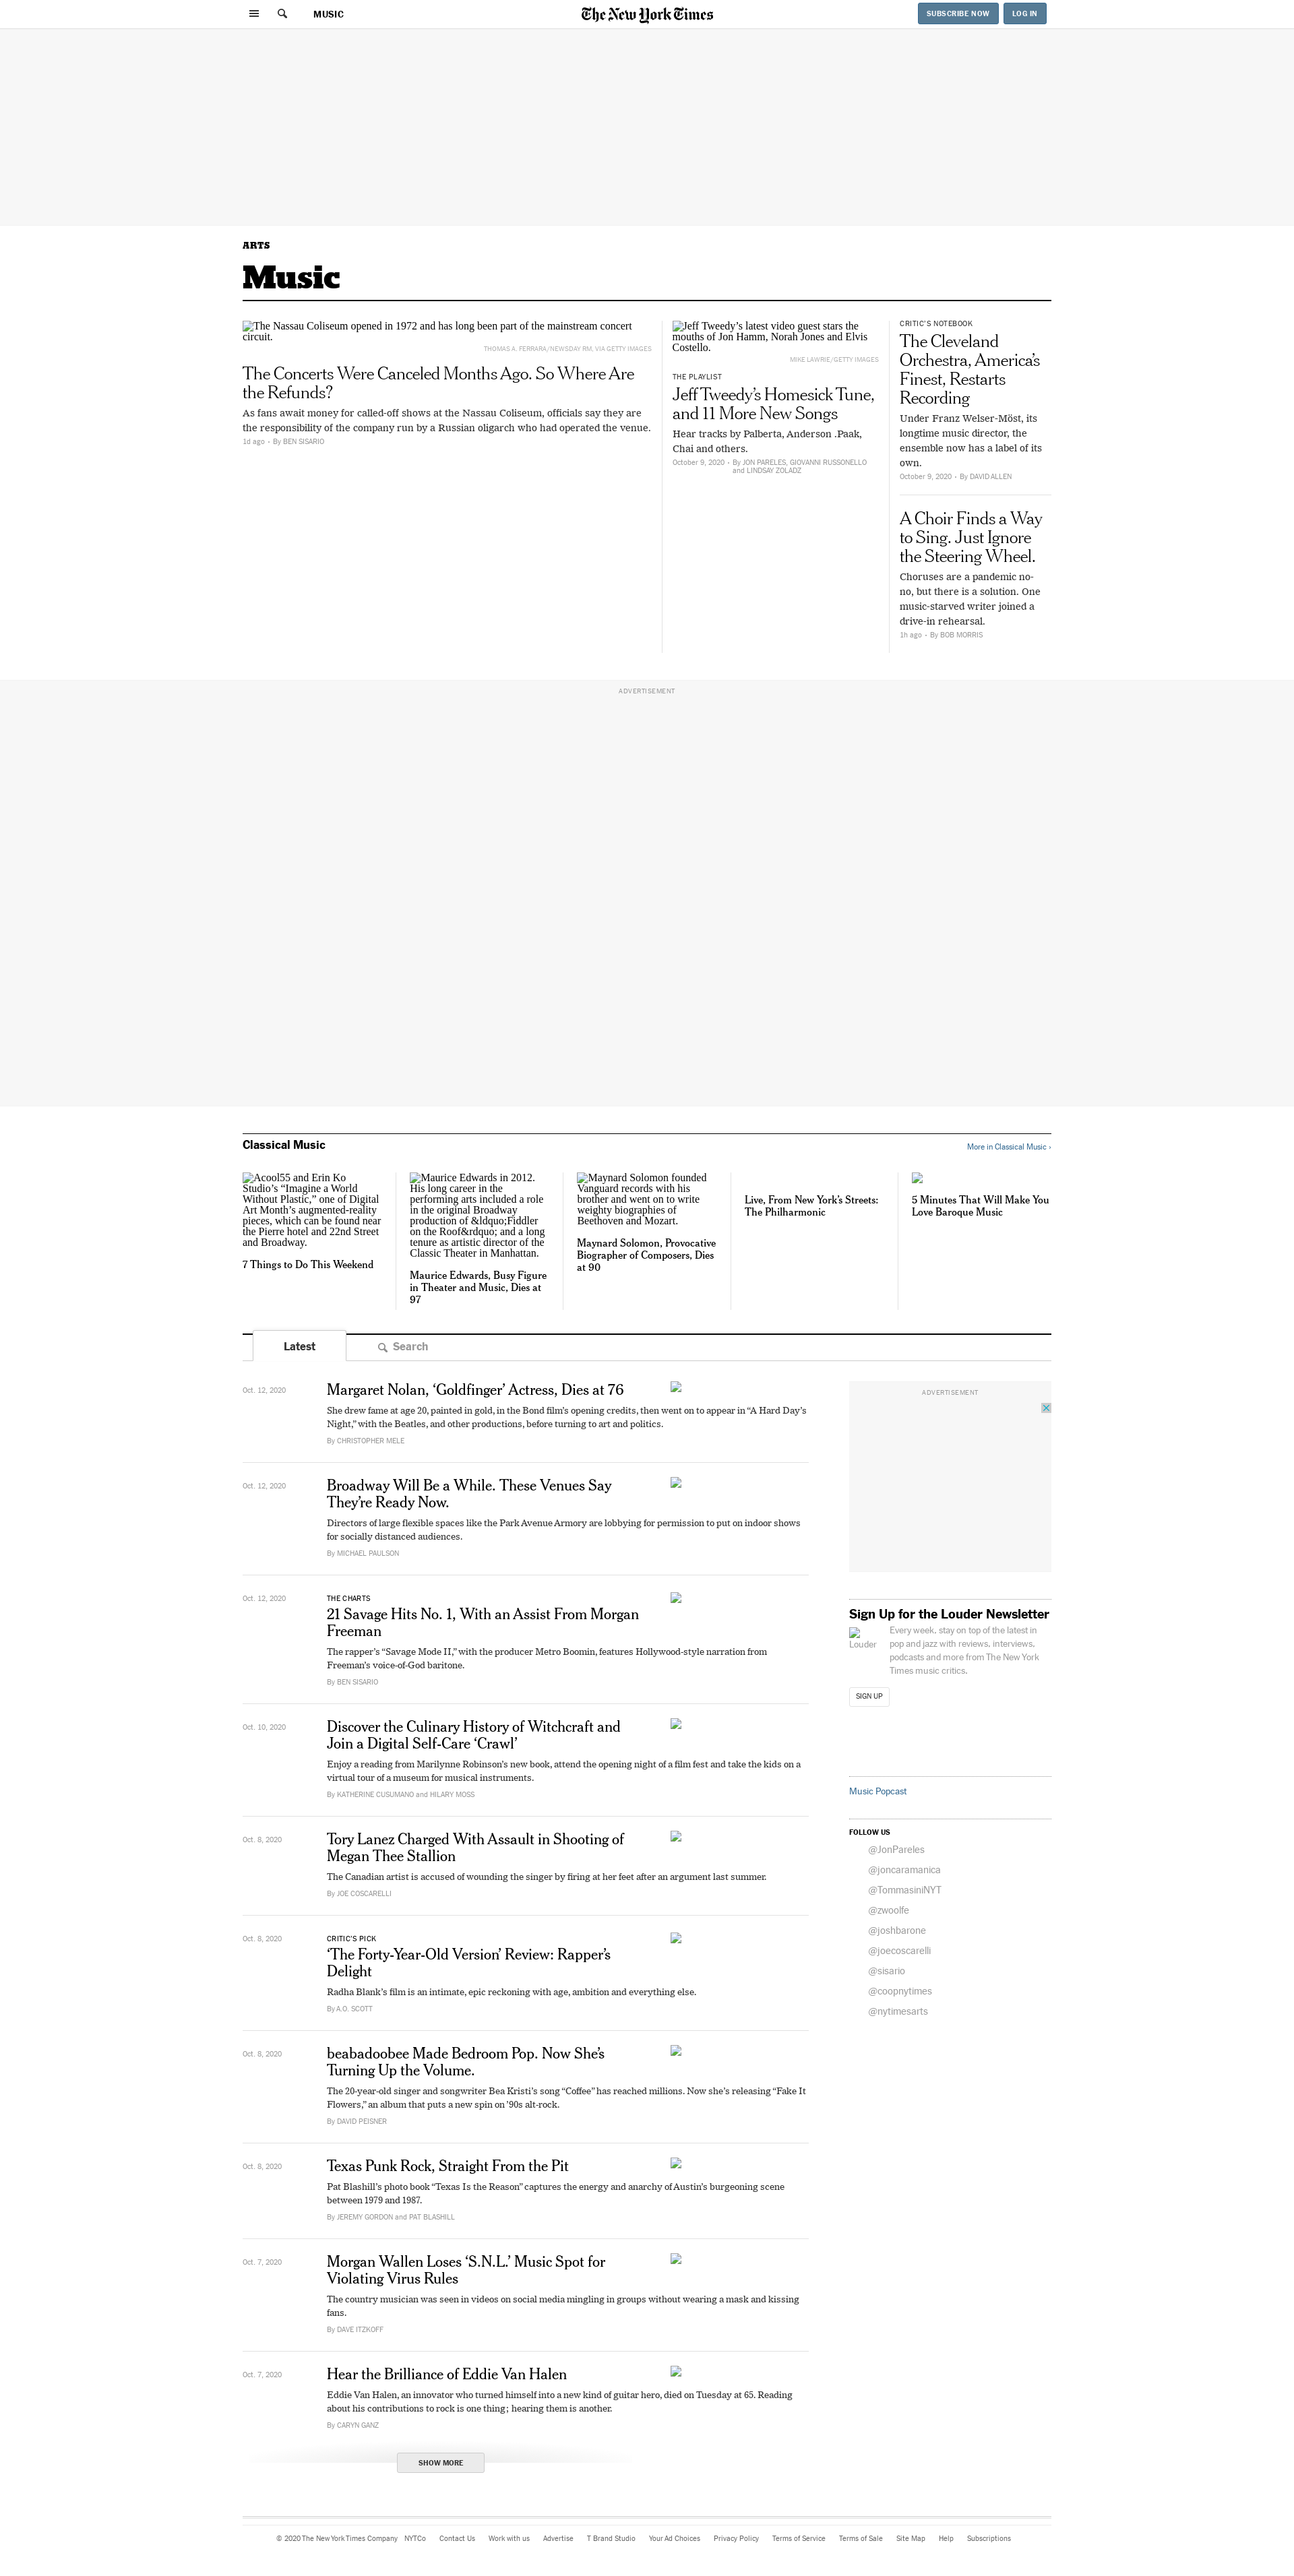 MUSIC
The New York Times
SUBSCRIBE NOW
LOG IN
ARTS
Music
The Nassau Coliseum opened in 1972 and has long been part of the mainstream concert
circuit.
THOMAS A. FERRARA/NEWSDAY RM, VIA GETTY IMAGES
The Concerts Were Canceled Months Ago. So Where Are
the Refunds?
As fans await money for called-off shows at the Nassau Coliseum, officials say they are
the responsibility of the company run by a Russian oligarch who had operated the venue.
1d ago • By BEN SISARIO
Jeff Tweedy’s latest video guest stars the
mouths of Jon Hamm, Norah Jones and Elvis
Costello.
MIKE LAWRIE/GETTY IMAGES
THE PLAYLIST
Jeff Tweedy’s Homesick Tune,
and 11 More New Songs
Hear tracks by Palberta, Anderson .Paak,
Chai and others.
October 9, 2020 • By JON PARELES, GIOVANNI RUSSONELLO
and LINDSAY ZOLADZ
CRITIC’S NOTEBOOK
The Cleveland
Orchestra, America’s
Finest, Restarts
Recording
Under Franz Welser-Möst, its
longtime music director, the
ensemble now has a label of its
own.
October 9, 2020 • By DAVID ALLEN
A Choir Finds a Way
to Sing. Just Ignore
the Steering Wheel.
Choruses are a pandemic no-
no, but there is a solution. One
music-starved writer joined a
drive-in rehearsal.
1h ago • By BOB MORRIS
ADVERTISEMENT
Classical Music
More in Classical Music ›
Acool55 and Erin Ko
Studio’s “Imagine a World
Without Plastic,” one of Digital
Art Month’s augmented-reality
pieces, which can be found near
the Pierre hotel and 22nd Street
and Broadway.
7 Things to Do This Weekend
Maurice Edwards in 2012.
His long career in the
performing arts included a role
in the original Broadway
production of &ldquo;Fiddler
on the Roof&rdquo; and a long
tenure as artistic director of the
Classic Theater in Manhattan.
Maurice Edwards, Busy Figure
in Theater and Music, Dies at
97
Maynard Solomon founded
Vanguard records with his
brother and went on to write
weighty biographies of
Beethoven and Mozart.
Maynard Solomon, Provocative
Biographer of Composers, Dies
at 90
Live, From New York’s Streets:
The Philharmonic
5 Minutes That Will Make You
Love Baroque Music
Latest
Search
Oct. 12, 2020
Margaret Nolan, ‘Goldfinger’ Actress, Dies at 76
She drew fame at age 20, painted in gold, in the Bond film’s opening credits, then went on to appear in “A Hard Day’s
Night,” with the Beatles, and other productions, before turning to art and politics.
By CHRISTOPHER MELE
Oct. 12, 2020
Broadway Will Be a While. These Venues Say
They’re Ready Now.
Directors of large flexible spaces like the Park Avenue Armory are lobbying for permission to put on indoor shows
for socially distanced audiences.
By MICHAEL PAULSON
Oct. 12, 2020
THE CHARTS
21 Savage Hits No. 1, With an Assist From Morgan
Freeman
The rapper’s “Savage Mode II,” with the producer Metro Boomin, features Hollywood-style narration from
Freeman’s voice-of-God baritone.
By BEN SISARIO
Oct. 10, 2020
Discover the Culinary History of Witchcraft and
Join a Digital Self-Care ‘Crawl’
Enjoy a reading from Marilynne Robinson’s new book, attend the opening night of a film fest and take the kids on a
virtual tour of a museum for musical instruments.
By KATHERINE CUSUMANO and HILARY MOSS
Oct. 8, 2020
Tory Lanez Charged With Assault in Shooting of
Megan Thee Stallion
The Canadian artist is accused of wounding the singer by firing at her feet after an argument last summer.
By JOE COSCARELLI
Oct. 8, 2020
CRITIC’S PICK
‘The Forty-Year-Old Version’ Review: Rapper’s
Delight
Radha Blank’s film is an intimate, epic reckoning with age, ambition and everything else.
By A.O. SCOTT
Oct. 8, 2020
beabadoobee Made Bedroom Pop. Now She’s
Turning Up the Volume.
The 20-year-old singer and songwriter Bea Kristi’s song “Coffee” has reached millions. Now she’s releasing “Fake It
Flowers,” an album that puts a new spin on ’90s alt-rock.
By DAVID PEISNER
Oct. 8, 2020
Texas Punk Rock, Straight From the Pit
Pat Blashill’s photo book “Texas Is the Reason” captures the energy and anarchy of Austin’s burgeoning scene
between 1979 and 1987.
By JEREMY GORDON and PAT BLASHILL
Oct. 7, 2020
Morgan Wallen Loses ‘S.N.L.’ Music Spot for
Violating Virus Rules
The country musician was seen in videos on social media mingling in groups without wearing a mask and kissing
fans.
By DAVE ITZKOFF
Oct. 7, 2020
Hear the Brilliance of Eddie Van Halen
Eddie Van Halen, an innovator who turned himself into a new kind of guitar hero, died on Tuesday at 65. Reading
about his contributions to rock is one thing; hearing them is another.
By CARYN GANZ
SHOW MORE
ADVERTISEMENT
Sign Up for the Louder Newsletter
Louder
Every week, stay on top of the latest in
pop and jazz with reviews, interviews,
podcasts and more from The New York
Times music critics.
SIGN UP
Music Popcast
FOLLOW US
@JonPareles
@joncaramanica
@TommasiniNYT
@zwoolfe
@joshbarone
@joecoscarelli
@sisario
@coopnytimes
@nytimesarts
© 2020 The New York Times Company NYTCo Contact Us Work with us Advertise T Brand Studio Your Ad Choices Privacy Policy Terms of Service Terms of Sale Site Map Help Subscriptions